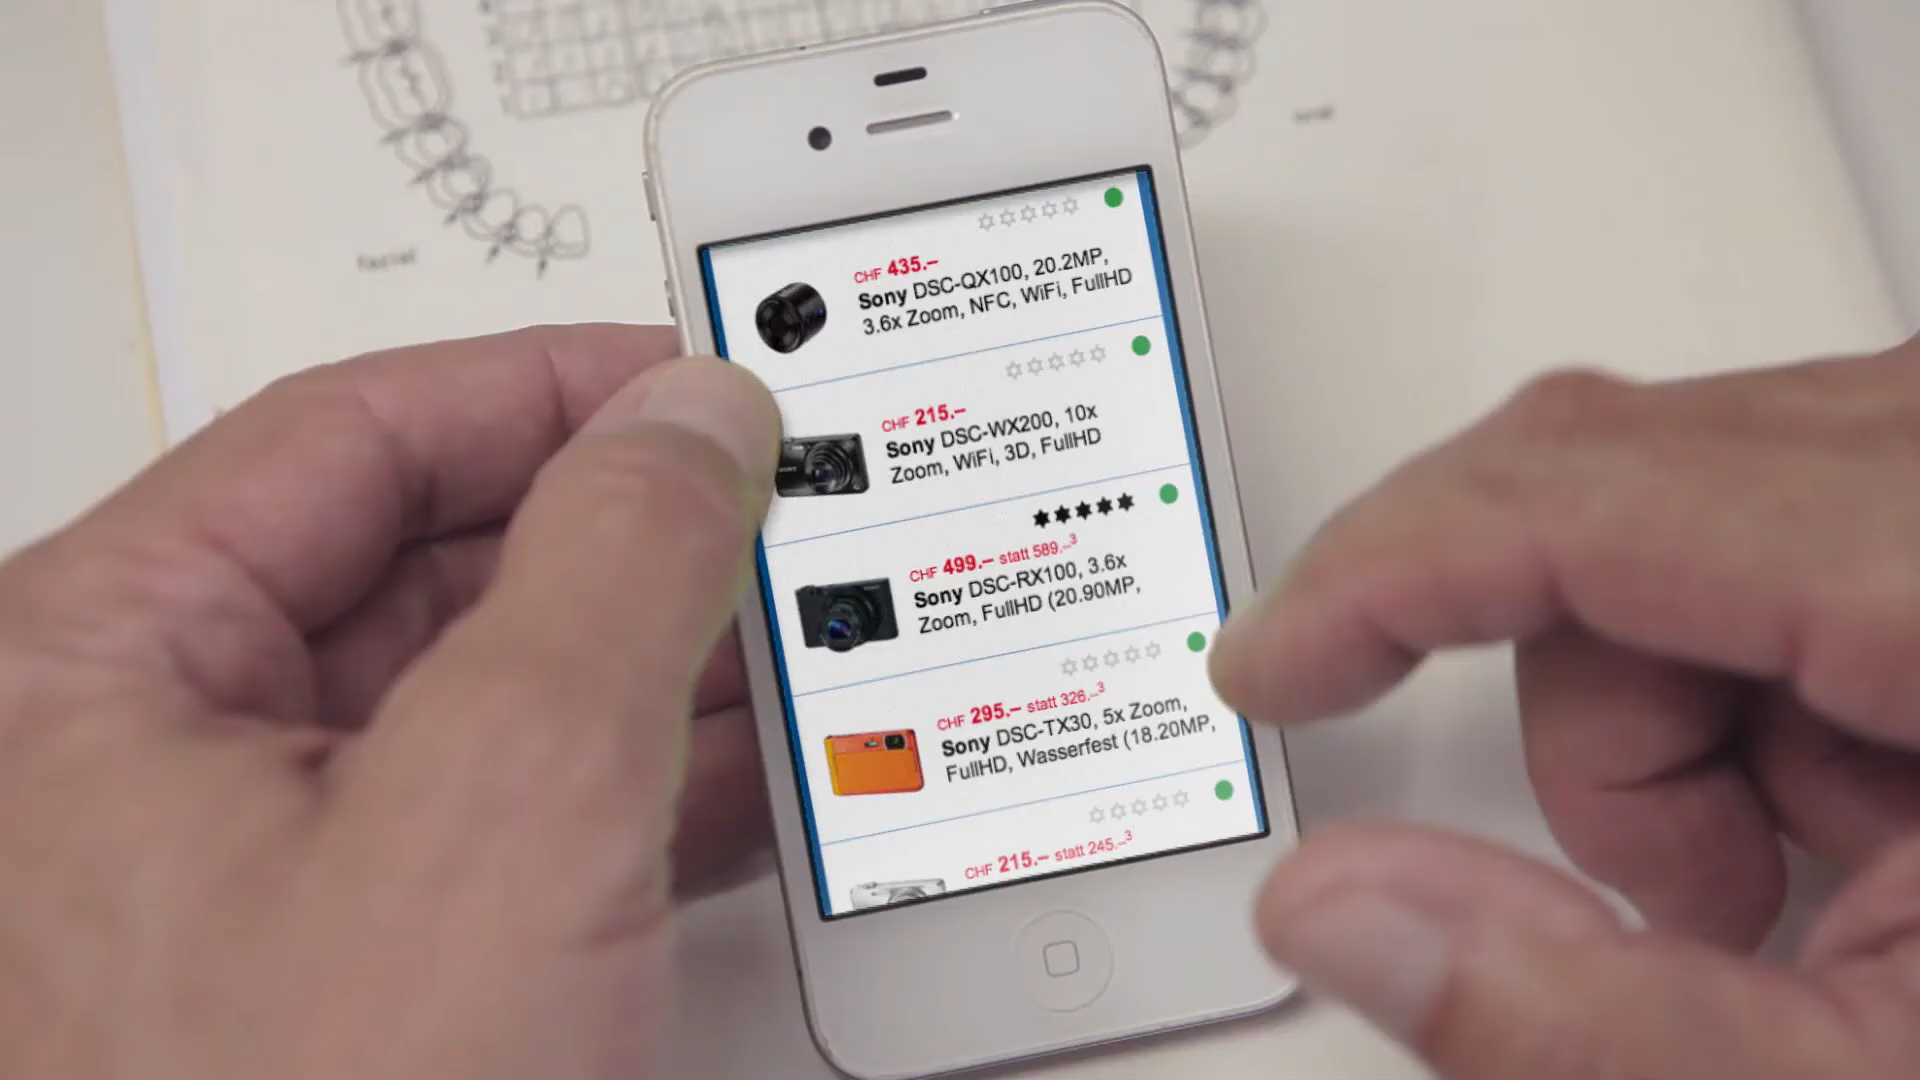 facial
CHF 435.–
Sony DSC-QX100, 20.2MP,
3.6x Zoom, NFC, WiFi, FullHD
CHF 215.–
Sony DSC-WX200, 10x
Zoom, WiFi, 3D, FullHD
CHF 499.– statt 589.–3
Sony DSC-RX100, 3.6x
Zoom, FullHD (20.90MP,
CHF 295.– statt 326.–3
Sony DSC-TX30, 5x Zoom,
FullHD, Wasserfest (18.20MP,
CHF 215.– statt 245.–3